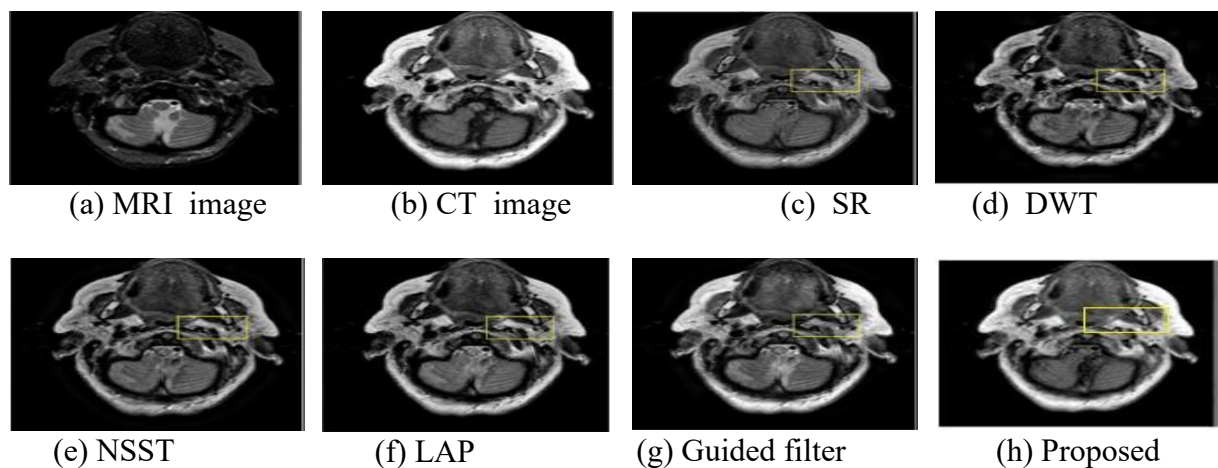 (a) MRI image (b) CT image (c) SR (d) DWT
(e) NSST (f) LAP (g) Guided filter (h) Proposed